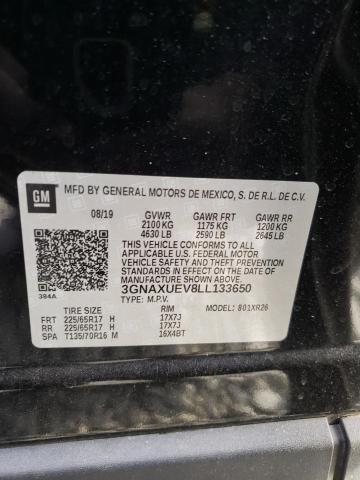 GM
MFD BY GENERAL MOTORS DE MEXICO, S. DE R.L. DE C.V.
08/19 GVWR GAWR FRT GAWR RR
2100 KG 1175 KG 1200 KG
4630 LB 2590 LB 2645 LB
THIS VEHICLE CONFORMS TO ALL
APPLICABLE U.S. FEDERAL MOTOR
VEHICLE SAFETY AND THEFT
PREVENTION STANDARDS IN EFFECT
ON THE DATE OF MANUFACTURE
SHOWN ABOVE.
384A
3GNAXUEV8LL133650
TYPE: M.P.V. MODEL: 801XR26
TIRE SIZE RIM
FRT 225/65R17 H 17X7J
RR 225/65R17 H 17X7J
SPA T135/70R16 M 16X4BT